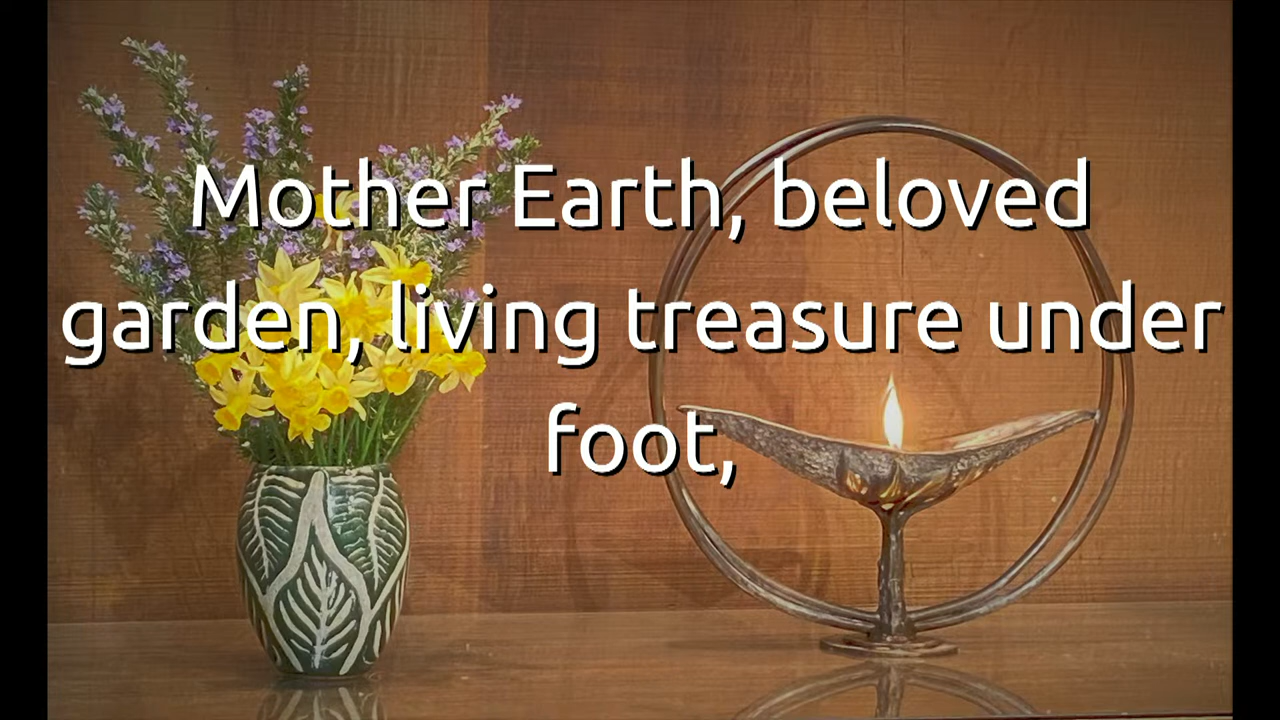 Mother Earth, beloved
garden, living treasure under
foot,